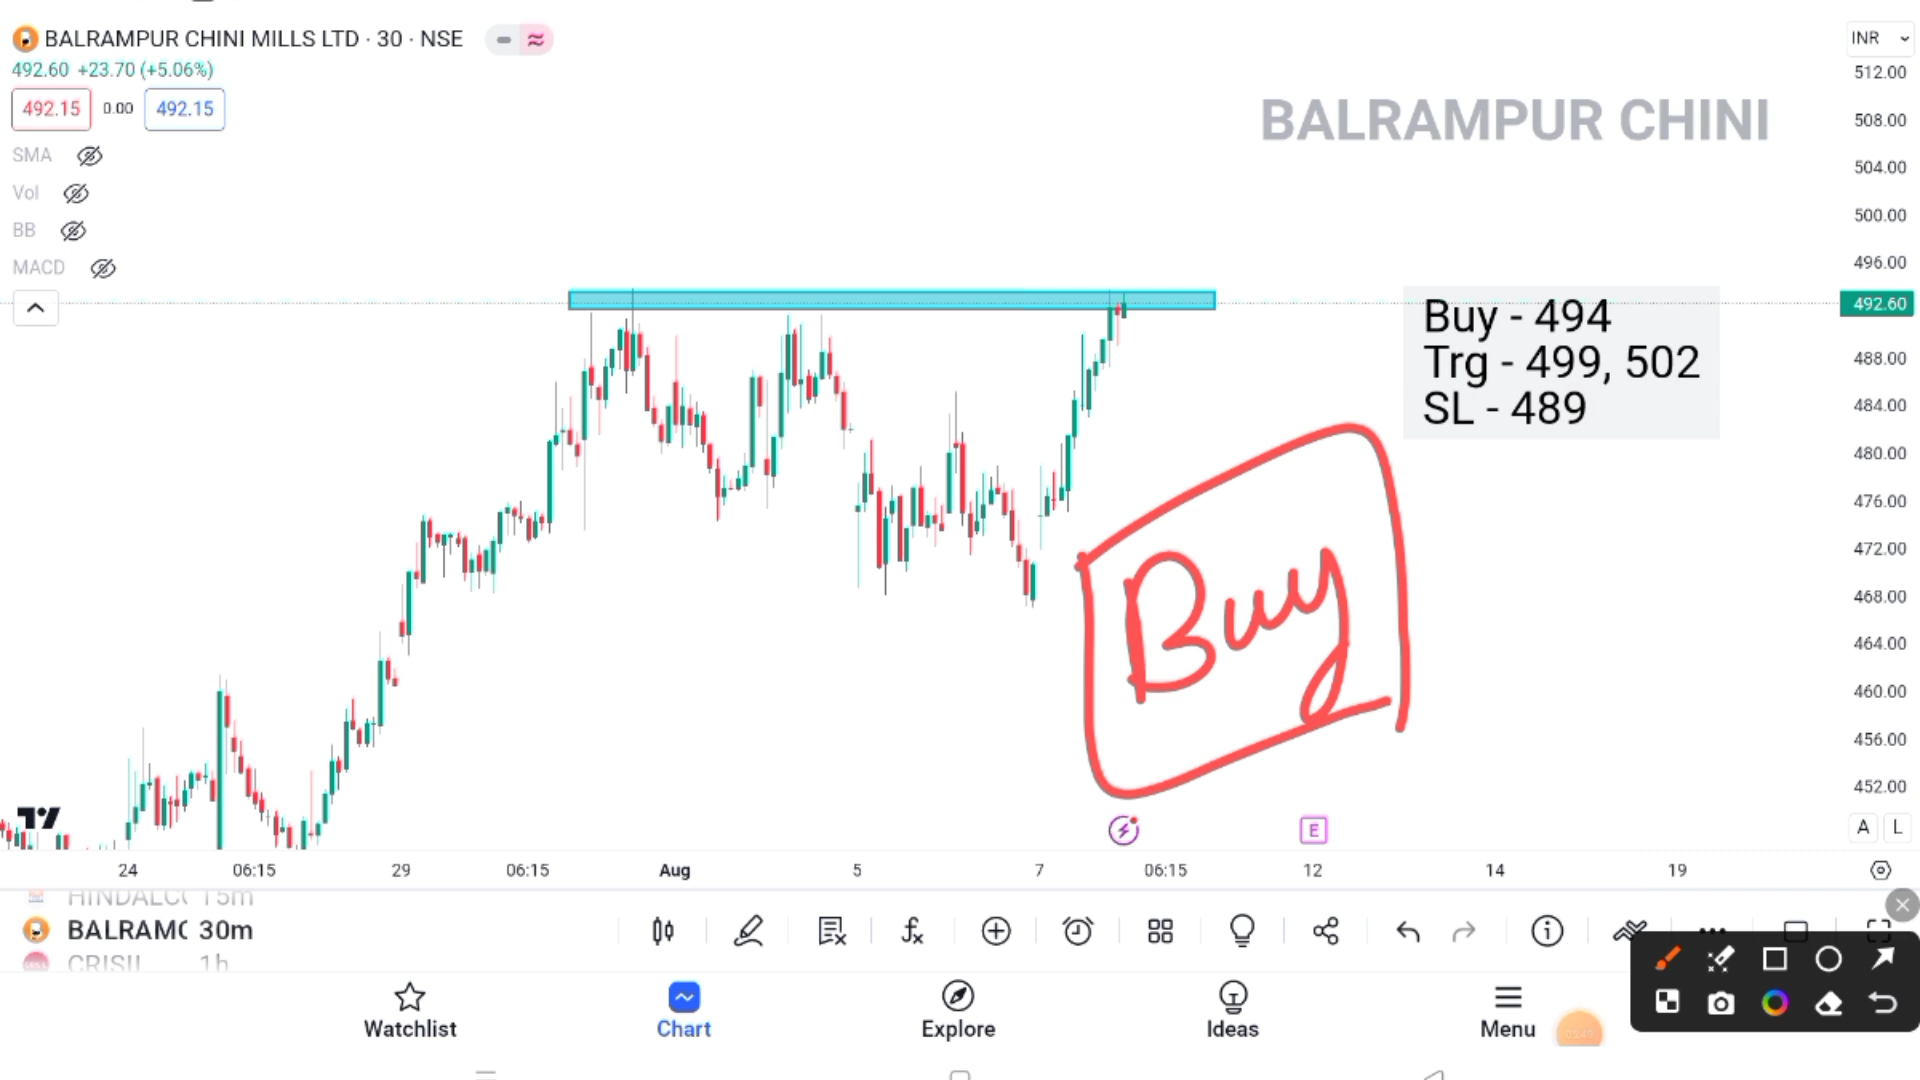 BALRAMPUR CHINI MILLS LTD · 30 · NSE
INR
492.60 +23.70 (+5.06%)
492.15 0.00 492.15
SMA
Vol
BB
MACD
BALRAMPUR CHINI
512.00
508.00
504.00
500.00
496.00
492.60
488.00
484.00
480.00
476.00
472.00
468.00
464.00
460.00
456.00
452.00
Buy - 494
Trg - 499, 502
SL - 489
Buy
E
A L
24 06:15 29 06:15 Aug 5 7 06:15 12 14 19
HINDALC 15m
BALRAMC 30m
CRISIL 1h
Watchlist Chart Explore Ideas Menu